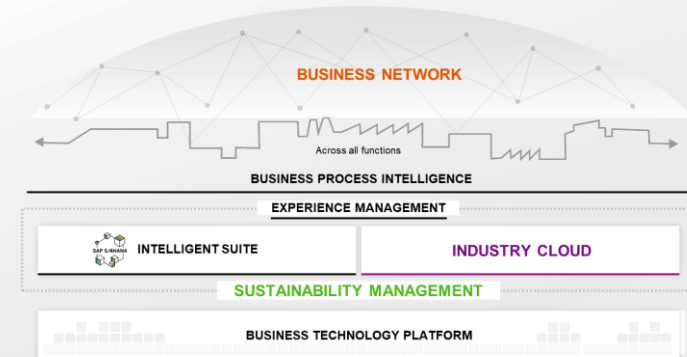 BUSINESS NETWORK
Across all functions
BUSINESS PROCESS INTELLIGENCE
EXPERIENCE MANAGEMENT
SAP S/4HANA
INTELLIGENT SUITE
INDUSTRY CLOUD
SUSTAINABILITY MANAGEMENT
BUSINESS TECHNOLOGY PLATFORM